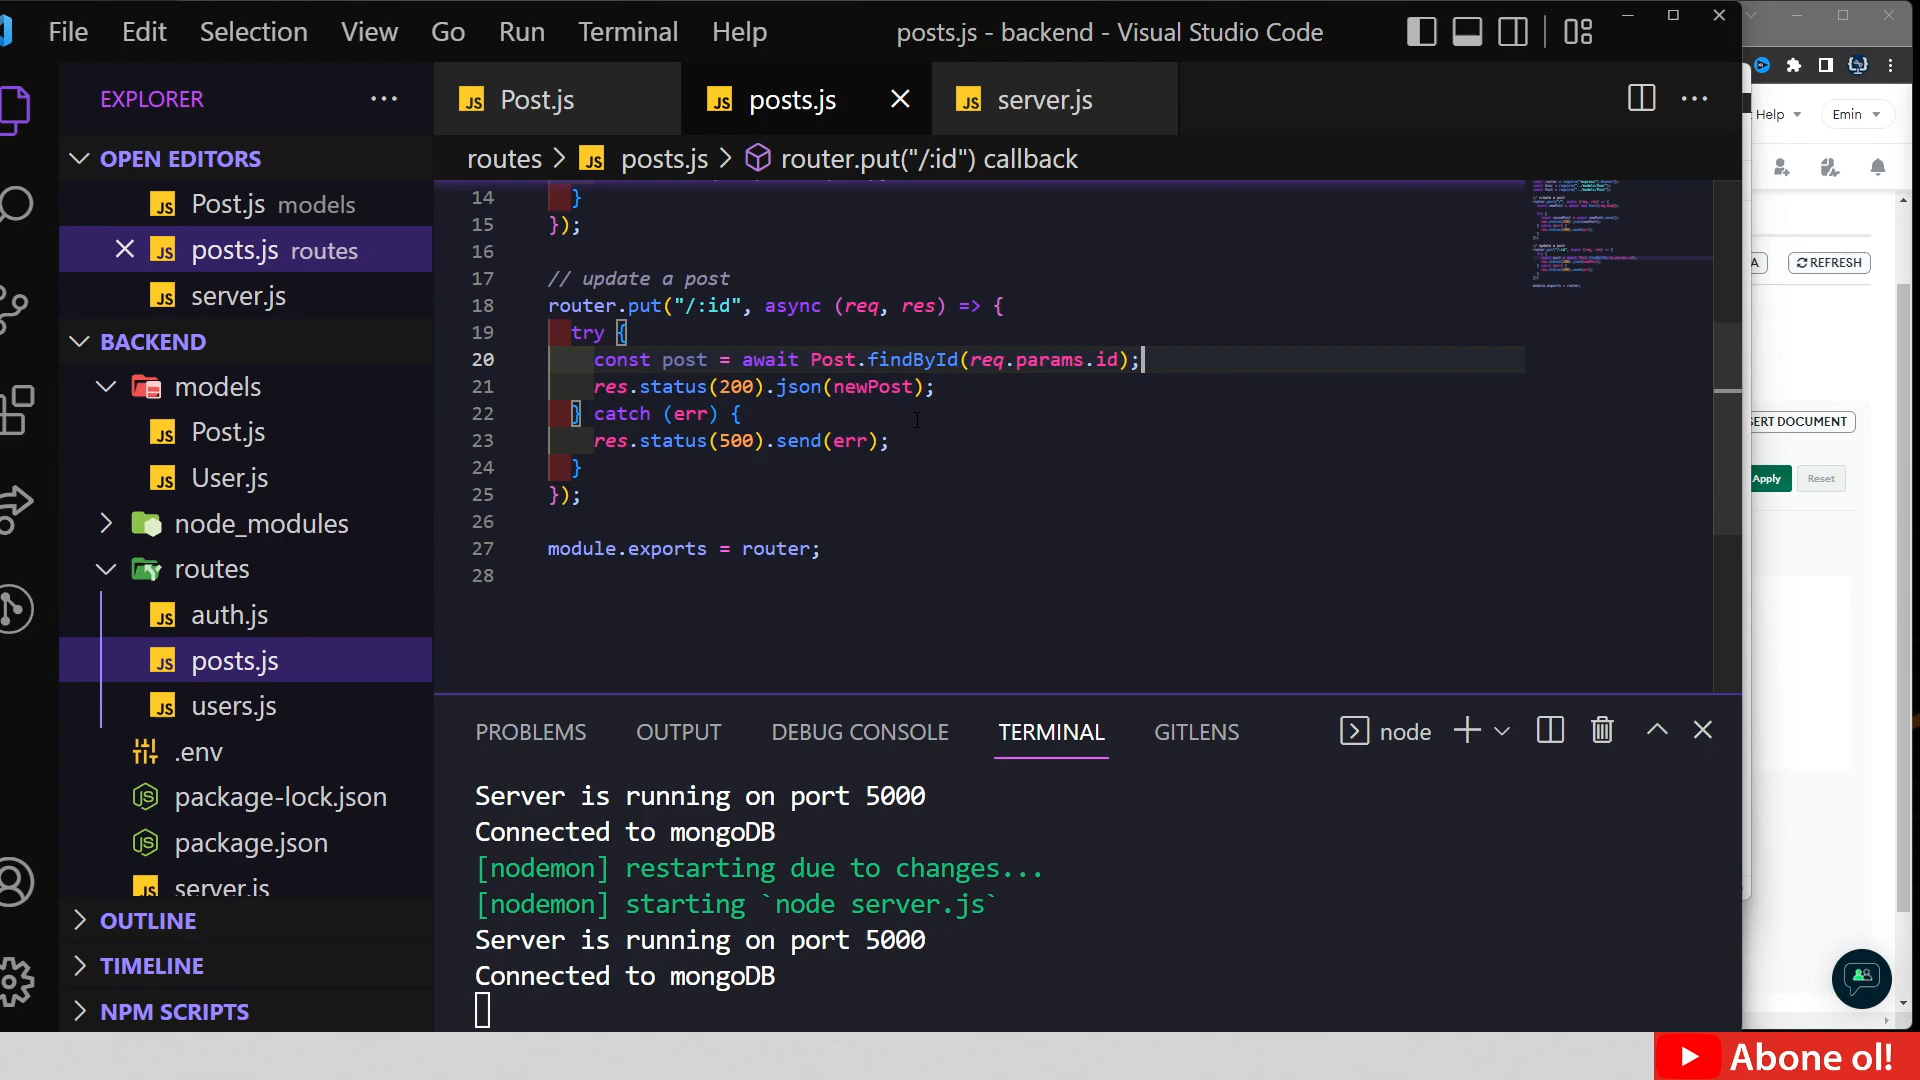 File Edit Selection View Go Run Terminal Help
posts.js - backend - Visual Studio Code
EXPLORER
OPEN EDITORS
Post.js models
posts.js routes
server.js
BACKEND
models
Post.js
User.js
node_modules
routes
auth.js
posts.js
users.js
.env
package-lock.json
package.json
server.js
OUTLINE
TIMELINE
NPM SCRIPTS
Post.js
posts.js
server.js
routes > posts.js > router.put("/:id") callback
14 }
15 });
16
17 // update a post
18 router.put("/:id", async (req, res) => {
19 try {
20 const post = await Post.findById(req.params.id);
21 res.status(200).json(newPost);
22 } catch (err) {
23 res.status(500).send(err);
24 }
25 });
26
27 module.exports = router;
28
PROBLEMS OUTPUT DEBUG CONSOLE TERMINAL GITLENS
node
Server is running on port 5000
Connected to mongoDB
[nodemon] restarting due to changes...
[nodemon] starting `node server.js`
Server is running on port 5000
Connected to mongoDB
Help
Emin
REFRESH
DOCUMENT
Apply
Reset
Abone ol!